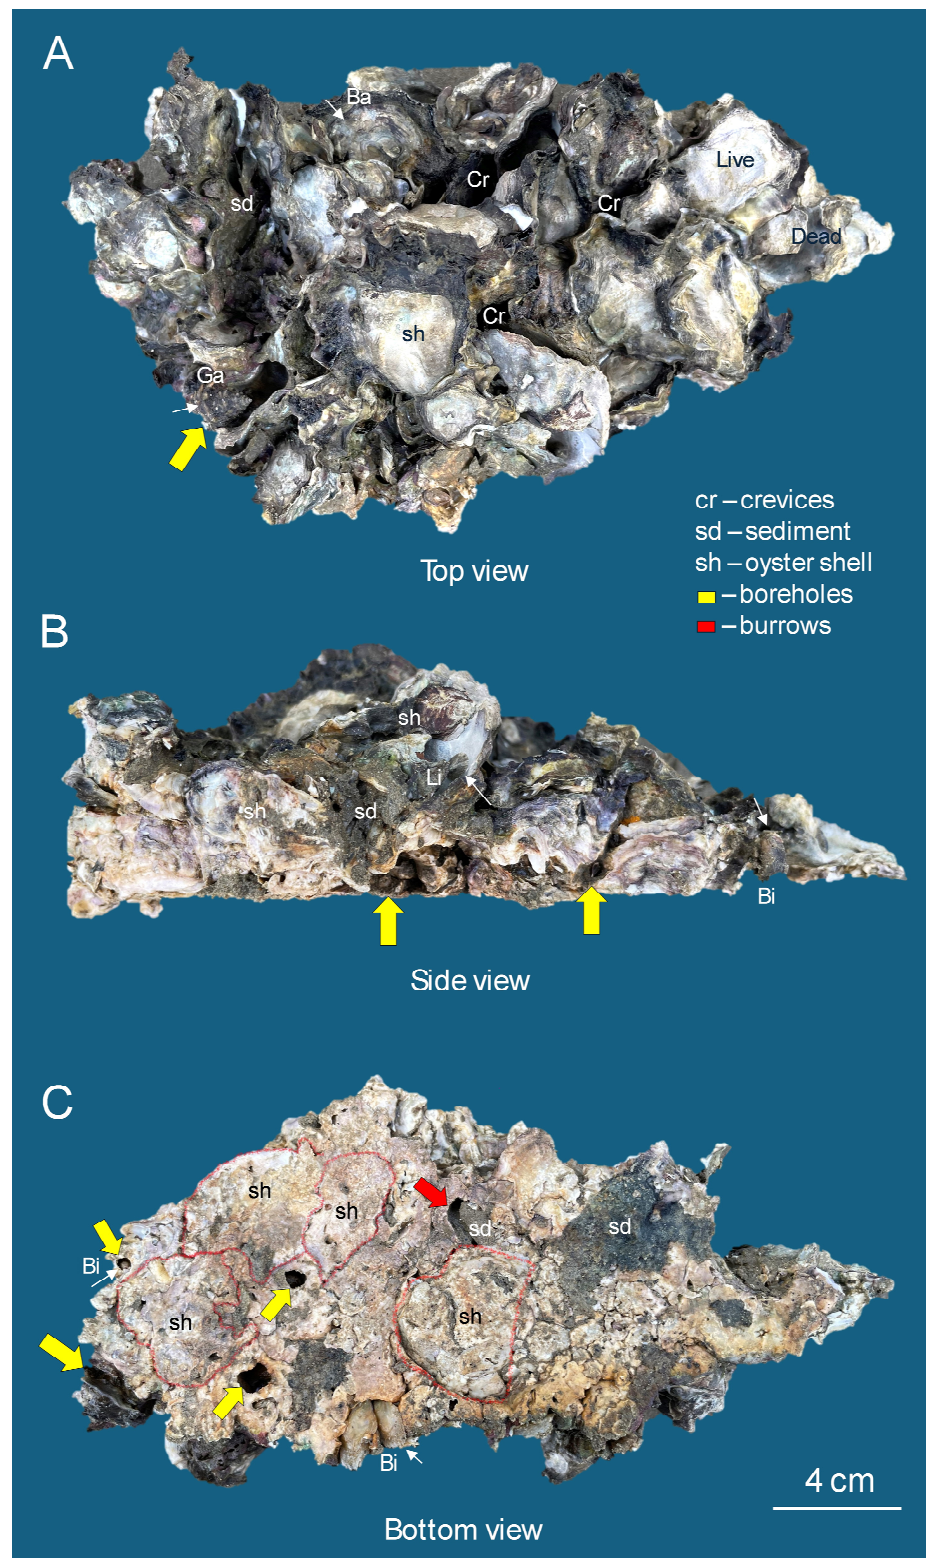 A
Ba
Live
Cr
sd
Cr
Dead
Cr
sh
Ga
cr – crevices
sd – sediment
sh – oyster shell
– boreholes
– burrows
Top view
B
sh
Li
sh
sd
Bi
Side view
C
sh
sh
sd
sd
Bi
sh
sh
Bi
4 cm
Bottom view